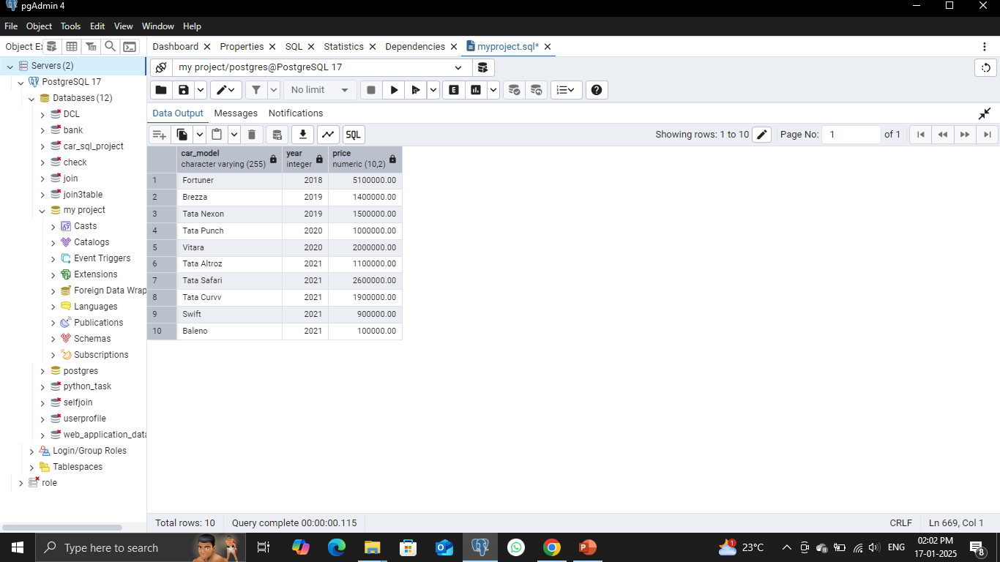 pgAdmin 4
File Object Tools Edit View Window Help
Object Ex
Dashboard Properties SQL Statistics Dependencies myproject.sql*
Servers (2)
PostgreSQL 17
Databases (12)
DCL
bank
car_sql_project
check
join
join3table
my project
Casts
Catalogs
Event Triggers
Extensions
Foreign Data Wrap
Languages
Publications
Schemas
Subscriptions
postgres
python_task
selfjoin
userprofile
web_application_data
Login/Group Roles
Tablespaces
role
my project/postgres@PostgreSQL 17
No limit
E
Data Output Messages Notifications
SQL
Showing rows: 1 to 10 Page No: 1 of 1
car_model year price
character varying (255) integer numeric (10,2)
1 Fortuner 2018 5100000.00
2 Brezza 2019 1400000.00
3 Tata Nexon 2019 1500000.00
4 Tata Punch 2020 1000000.00
5 Vitara 2020 2000000.00
6 Tata Altroz 2021 1100000.00
7 Tata Safari 2021 2600000.00
8 Tata Curvv 2021 1900000.00
9 Swift 2021 900000.00
10 Baleno 2021 100000.00
Total rows: 10 Query complete 00:00:00.115 CRLF Ln 669, Col 1
Type here to search
1 23°C ENG 02:02 PM
17-01-2025
8